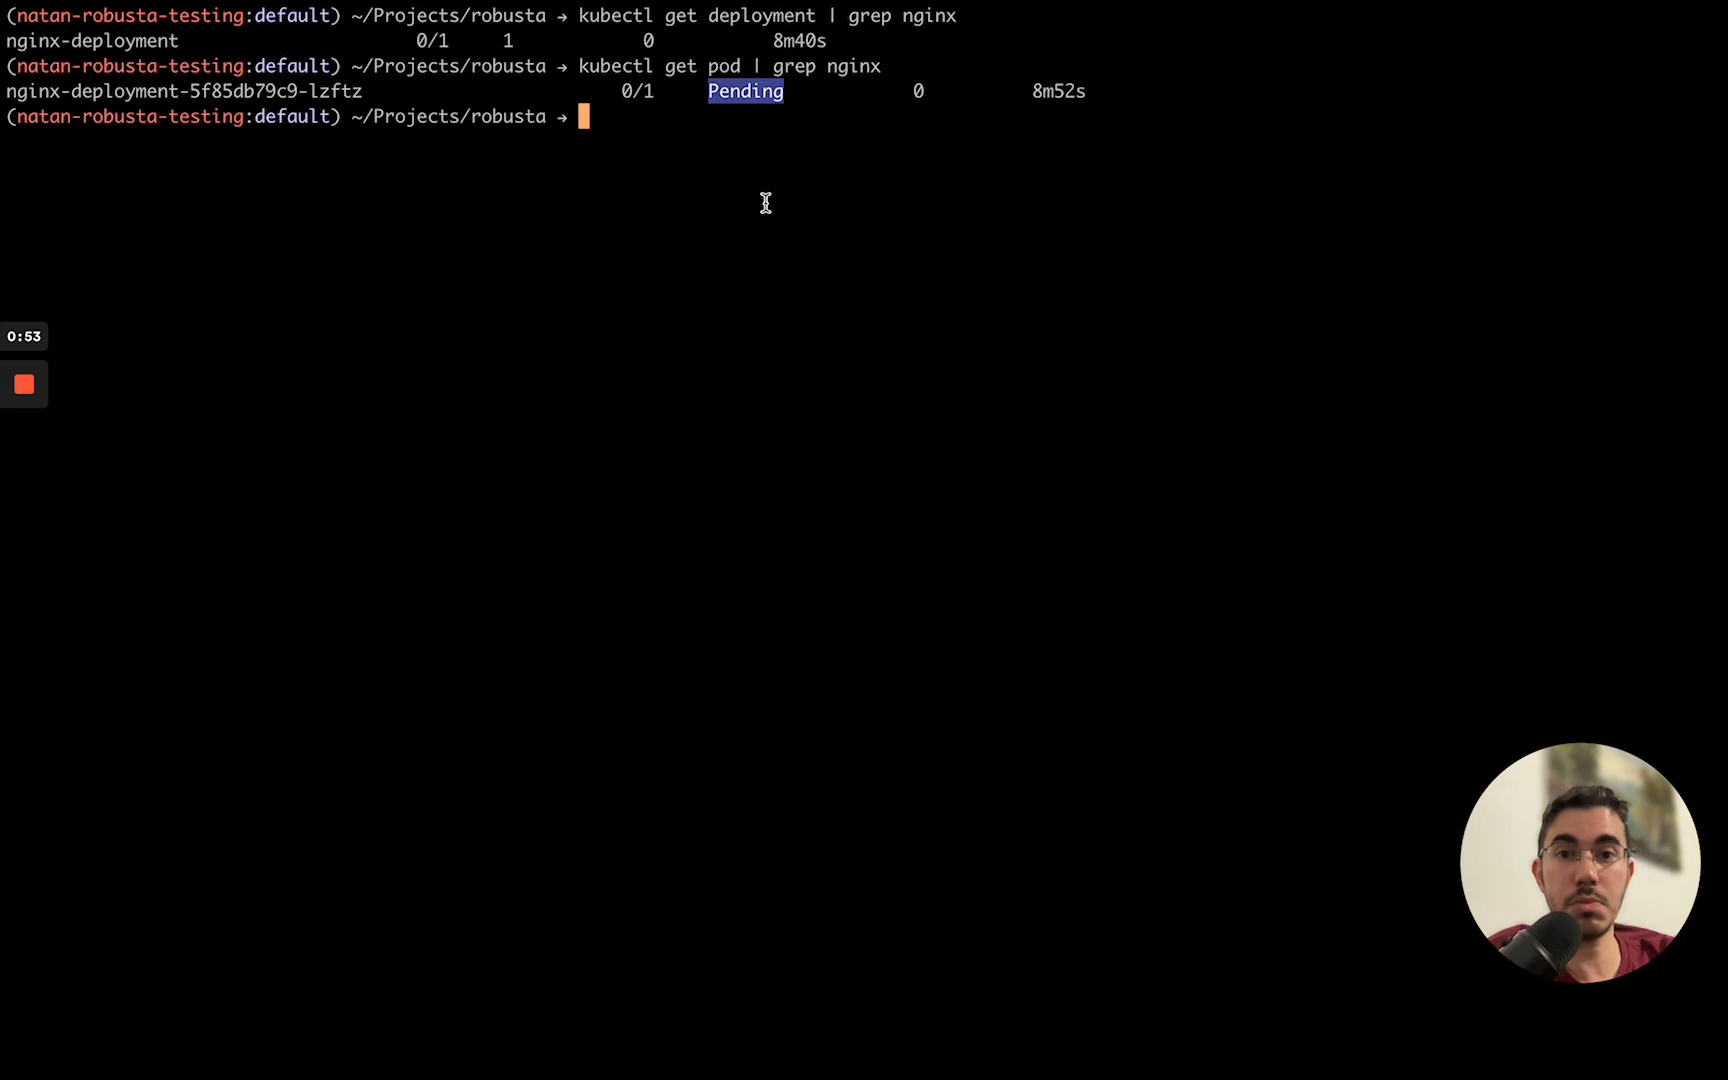 (natan-robusta-testing:default) ~/Projects/robusta → kubectl get deployment | grep nginx
nginx-deployment 0/1 1 0 8m40s
(natan-robusta-testing:default) ~/Projects/robusta → kubectl get pod | grep nginx
nginx-deployment-5f85db79c9-lzftz 0/1 Pending 0 8m52s
(natan-robusta-testing:default) ~/Projects/robusta →
0:53